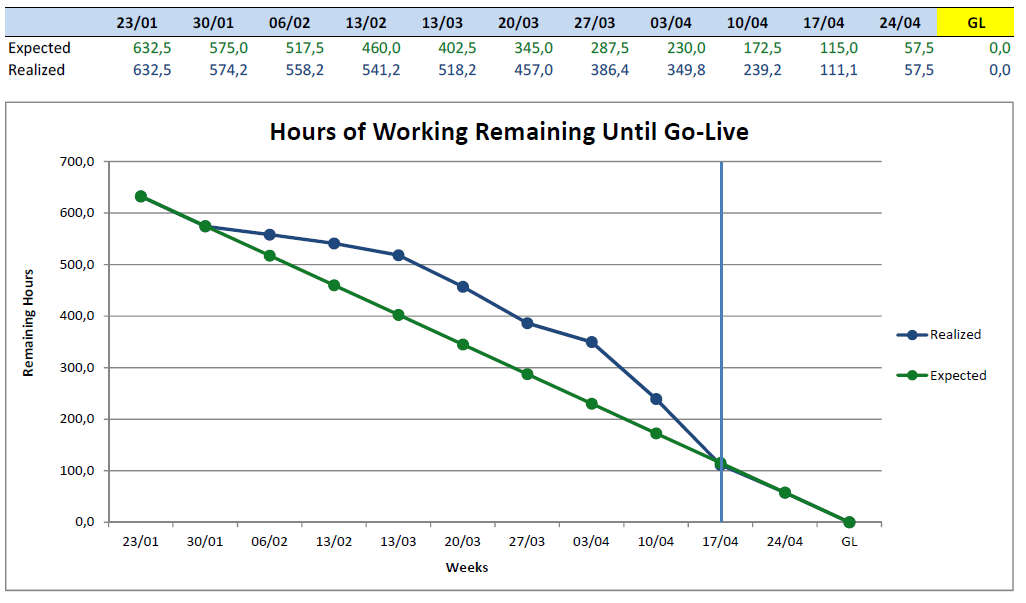 23/01 30/01 06/02 13/02 13/03 20/03 27/03 03/04 10/04 17/04 24/04 GL
Expected 632,5 575,0 517,5 460,0 402,5 345,0 287,5 230,0 172,5 115,0 57,5 0,0
Realized 632,5 574,2 558,2 541,2 518,2 457,0 386,4 349,8 239,2 111,1 57,5 0,0
Hours of Working Remaining Until Go-Live
700,0
600,0
500,0
400,0
300,0
200,0
100,0
0,0
Remaining Hours
23/01 30/01 06/02 13/02 13/03 20/03 27/03 03/04 10/04 17/04 24/04 GL
Weeks
Realized
Expected